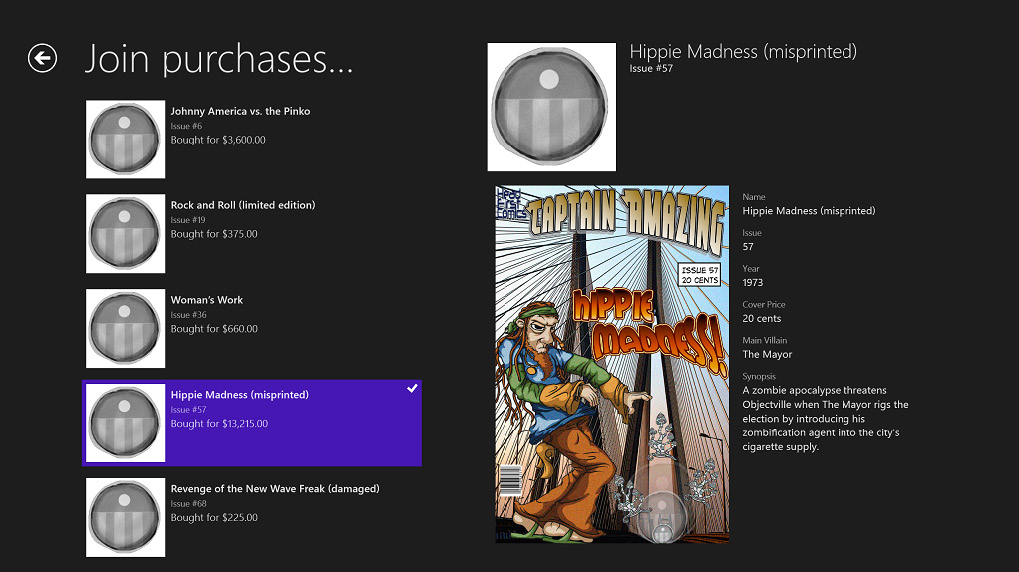 Join purchases...
Johnny America vs. the Pinko
Issue #6
Bought for $3,600.00
Rock and Roll (limited edition)
Issue #19
Bought for $375.00
Woman's Work
Issue #36
Bought for $660.00
Hippie Madness (misprinted)
Issue #57
Bought for $13,215.00
Revenge of the New Wave Freak (damaged)
Issue #68
Bought for $225.00
Hippie Madness (misprinted)
Issue #57
Head
First
Comics
CAPTAIN AMAZING
ISSUE 57
20 CENTS
HIPPIE
MADNESS!
Name
Hippie Madness (misprinted)
Issue
57
Year
1973
Cover Price
20 cents
Main Villain
The Mayor
Synopsis
A zombie apocalypse threatens
Objectville when The Mayor rigs the
election by introducing his
zombification agent into the city's
cigarette supply.